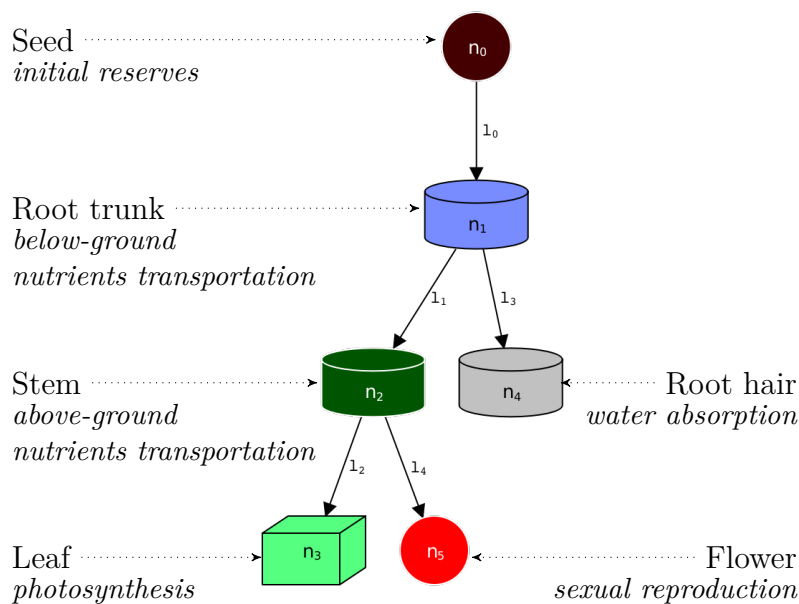 Seed
initial reserves
n₀
l₀
Root trunk
below-ground
nutrients transportation
n₁
l₁
l₃
Stem
above-ground
nutrients transportation
n₂
n₄
Root hair
water absorption
l₂
l₄
Leaf
photosynthesis
n₃
n₅
Flower
sexual reproduction